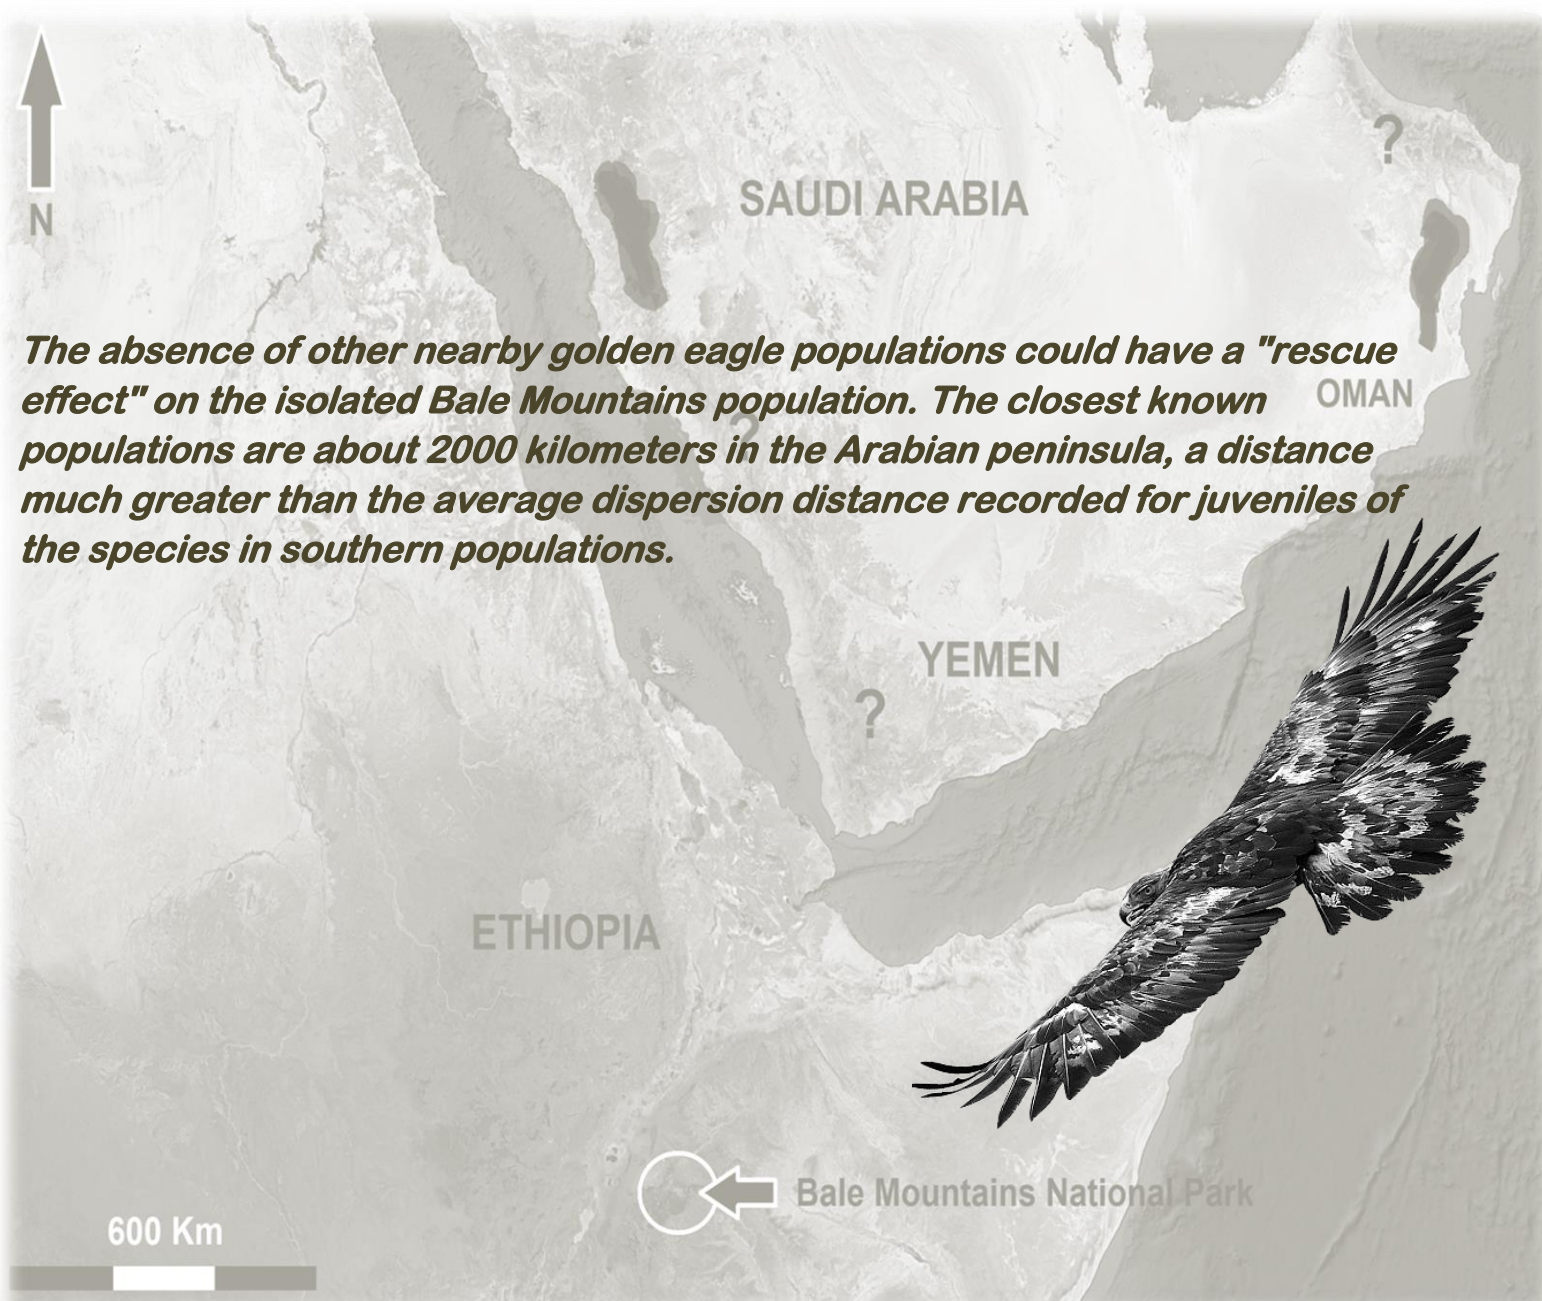 ?
SAUDI ARABIA
N
The absence of other nearby golden eagle populations could have a "rescue
effect" on the isolated Bale Mountains population. The closest known
populations are about 2000 kilometers in the Arabian peninsula, a distance
much greater than the average dispersion distance recorded for juveniles of
the species in southern populations.
OMAN
?
YEMEN
?
ETHIOPIA
Bale Mountains National Park
600 Km